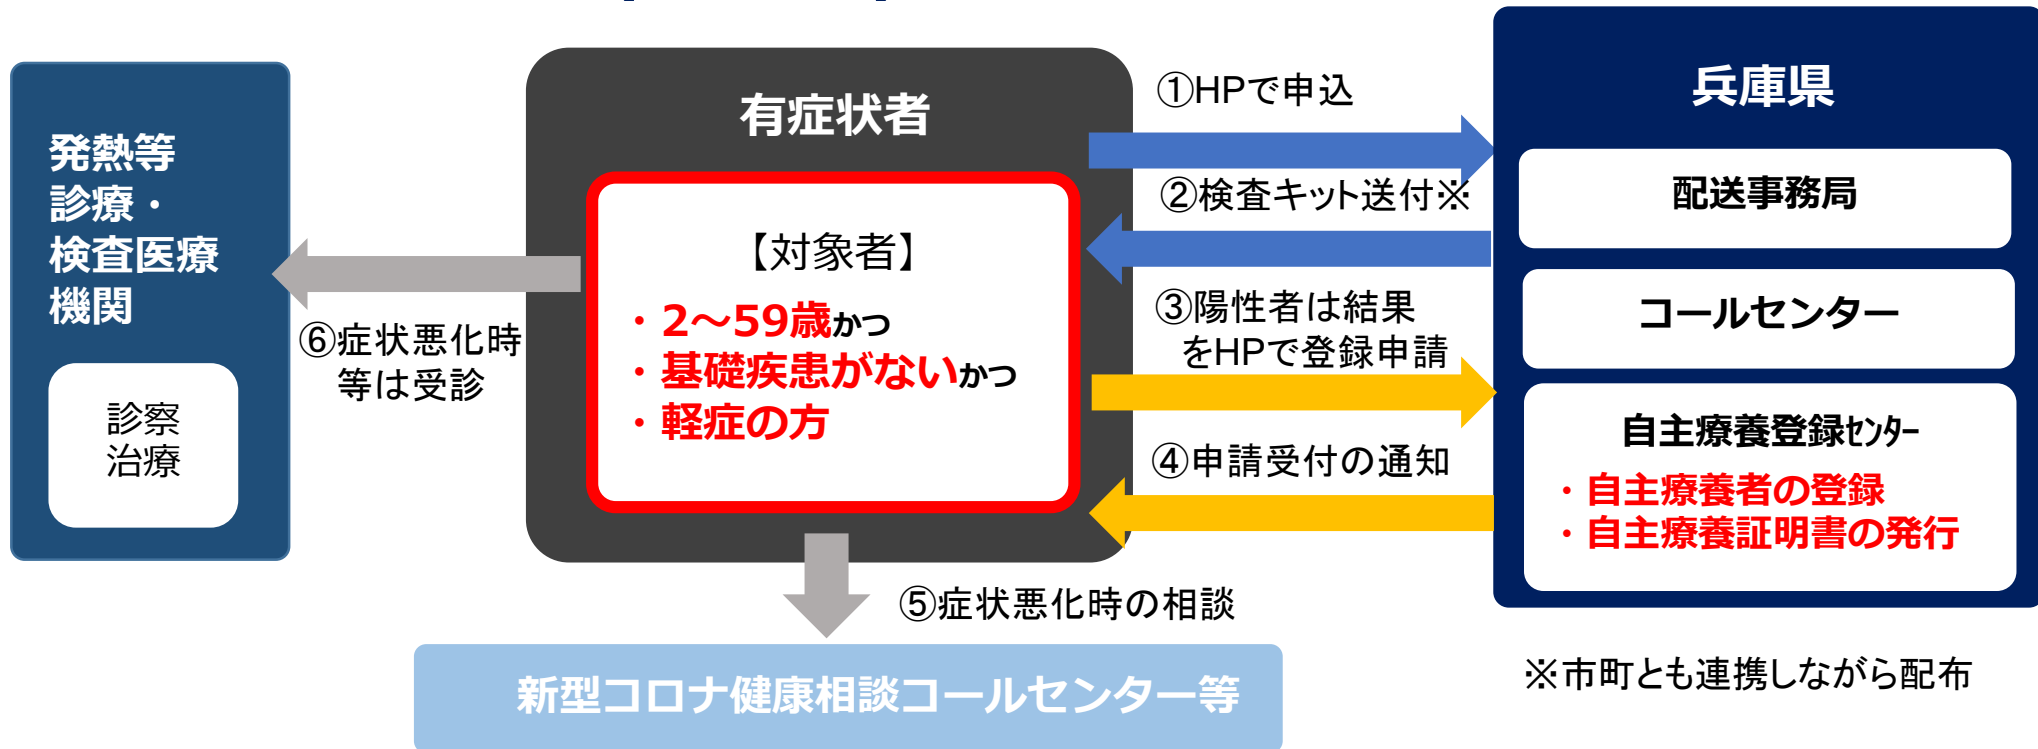 発熱等
診療・
検査医療
機関
診察
治療
⑥症状悪化時
等は受診
有症状者
【対象者】
・2~59歳かつ
・基礎疾患がないかつ
・軽症の方
①HPで申込
②検査キット送付※
③陽性者は結果
をHPで登録申請
④申請受付の通知
⑤症状悪化時の相談
新型コロナ健康相談コールセンター等
兵庫県
配送事務局
コールセンター
自主療養登録ｾﾝﾀｰ
・自主療養者の登録
・自主療養証明書の発行
※市町とも連携しながら配布